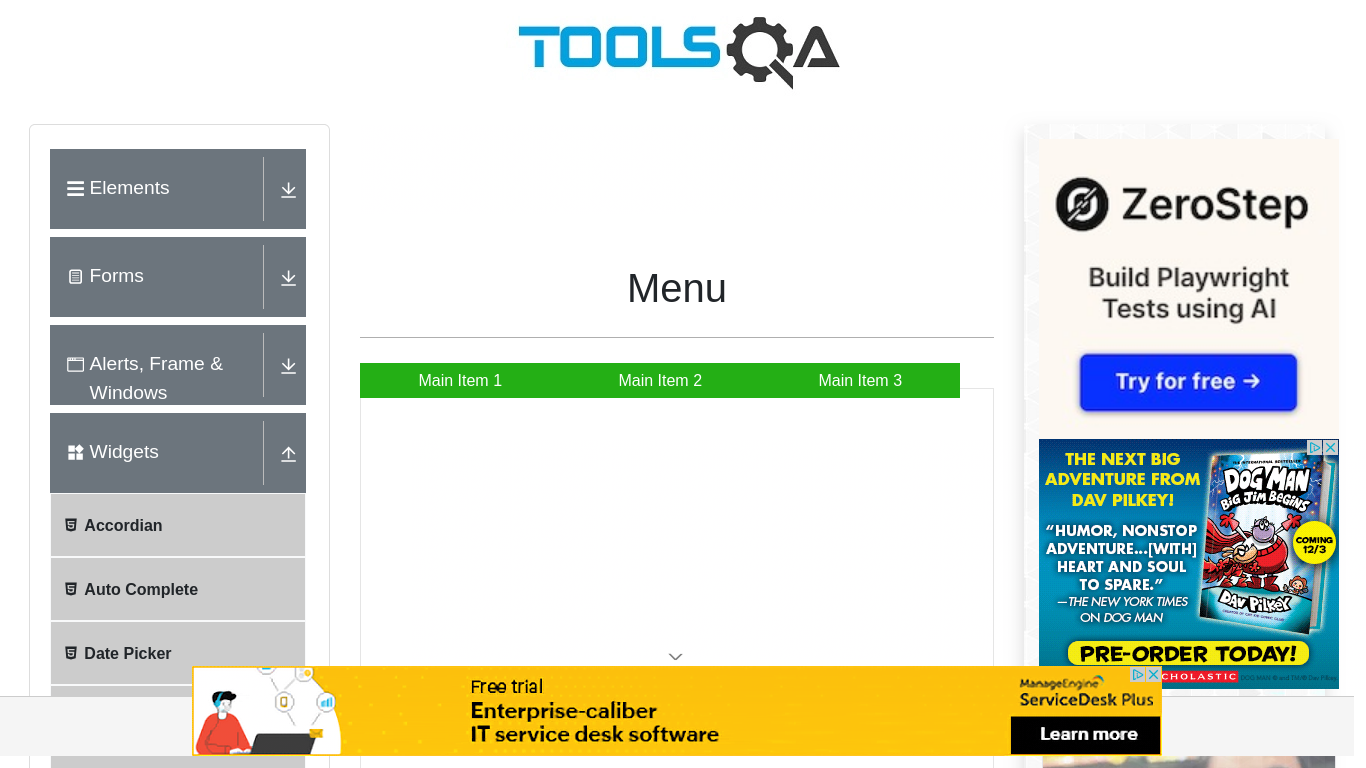 TOOLSQA
Elements
Forms
Alerts, Frame &
Windows
Widgets
Accordian
Auto Complete
Date Picker
Menu
Main Item 1
Main Item 2
Main Item 3
ZeroStep
Build Playwright
Tests using AI
Try for free →
THE NEXT BIG
ADVENTURE FROM
DAV PILKEY!
“HUMOR, NONSTOP
ADVENTURE...[WITH]
HEART AND SOUL
TO SPARE.”
—THE NEW YORK TIMES
ON DOG MAN
DOG MAN
BIG JIM BEGINS
DAV PILKEY
COMING
12/3
PRE-ORDER TODAY!
SCHOLASTIC
Free trial
Enterprise-caliber
IT service desk software
ManageEngine
ServiceDesk Plus
Learn more